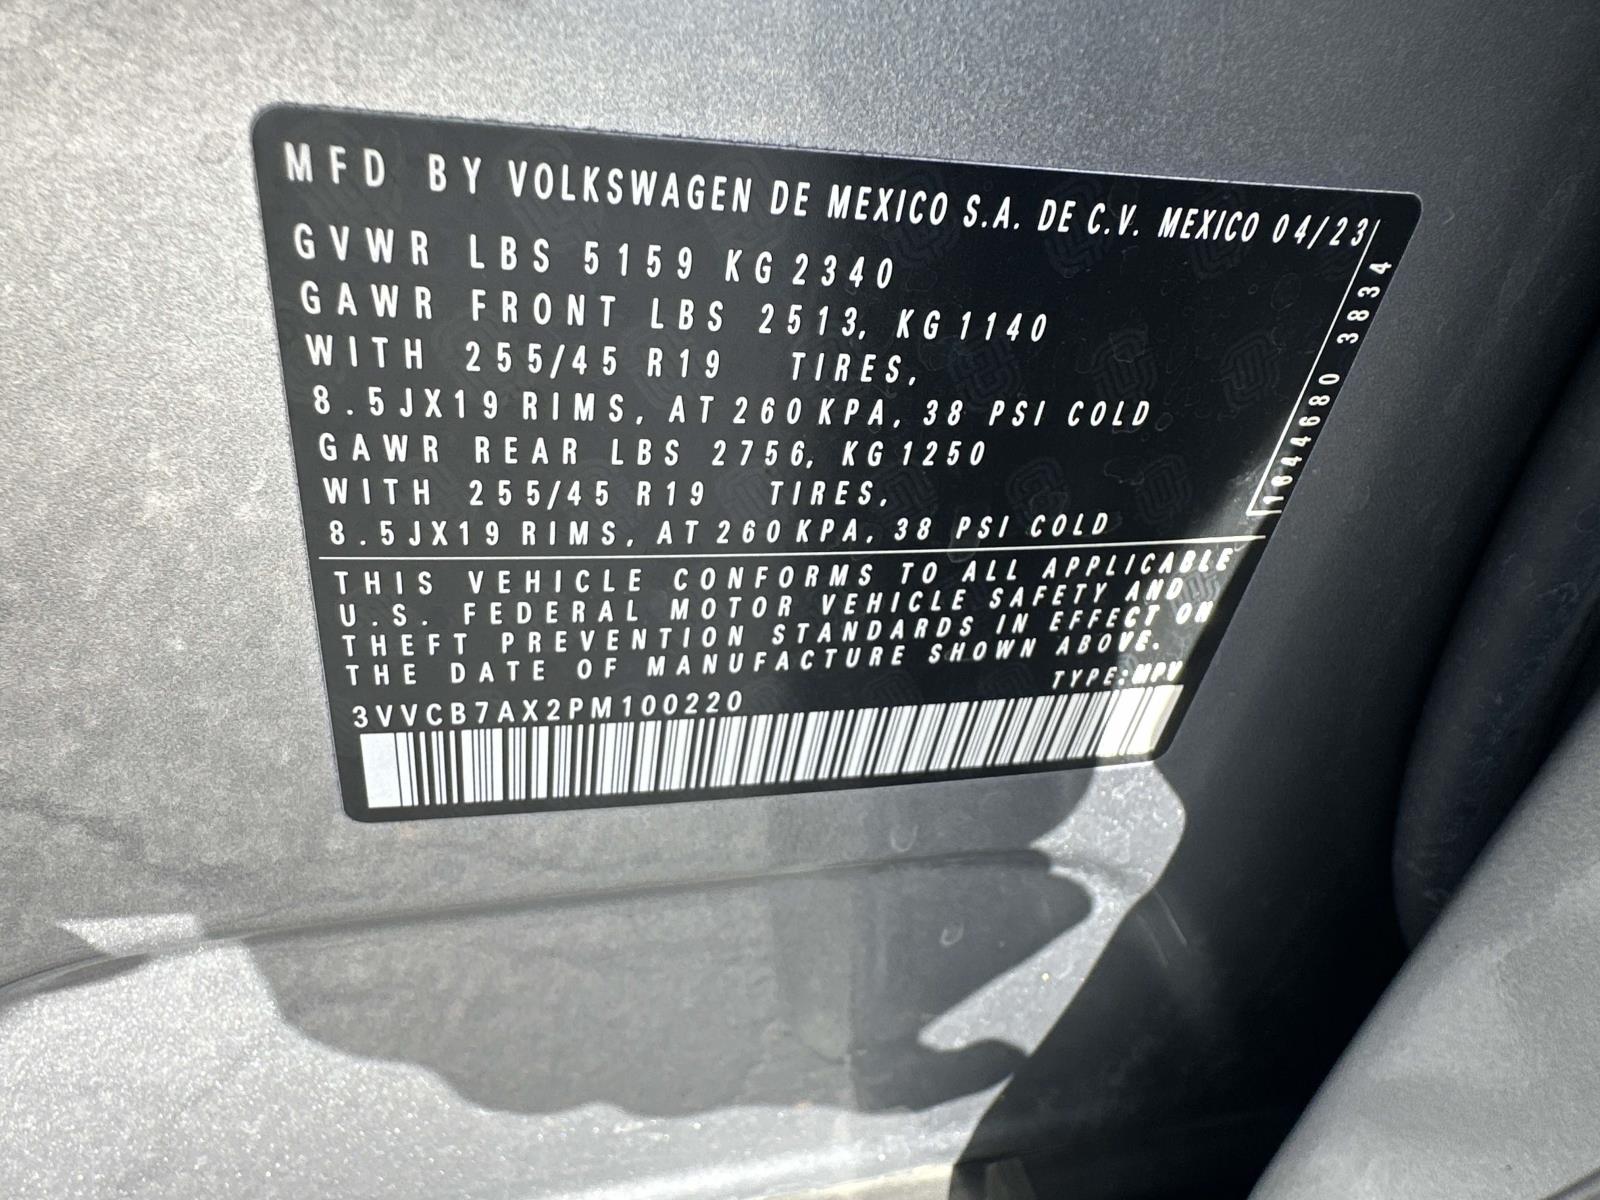 MFD BY VOLKSWAGEN DE MEXICO S.A. DE C.V. MEXICO 04/23
GVWR LBS 5159 KG 2340
GAWR FRONT LBS 2513, KG 1140
WITH 255/45 R19 TIRES,
8.5JX19 RIMS, AT 260 KPA, 38 PSI COLD
GAWR REAR LBS 2756, KG 1250
WITH 255/45 R19 TIRES,
8.5JX19 RIMS, AT 260 KPA, 38 PSI COLD
1644680 3834
THIS VEHICLE CONFORMS TO ALL APPLICABLE
U.S. FEDERAL MOTOR VEHICLE SAFETY AND
THEFT PREVENTION STANDARDS IN EFFECT ON
THE DATE OF MANUFACTURE SHOWN ABOVE.
TYPE:MPV
3VVCB7AX2PM100220